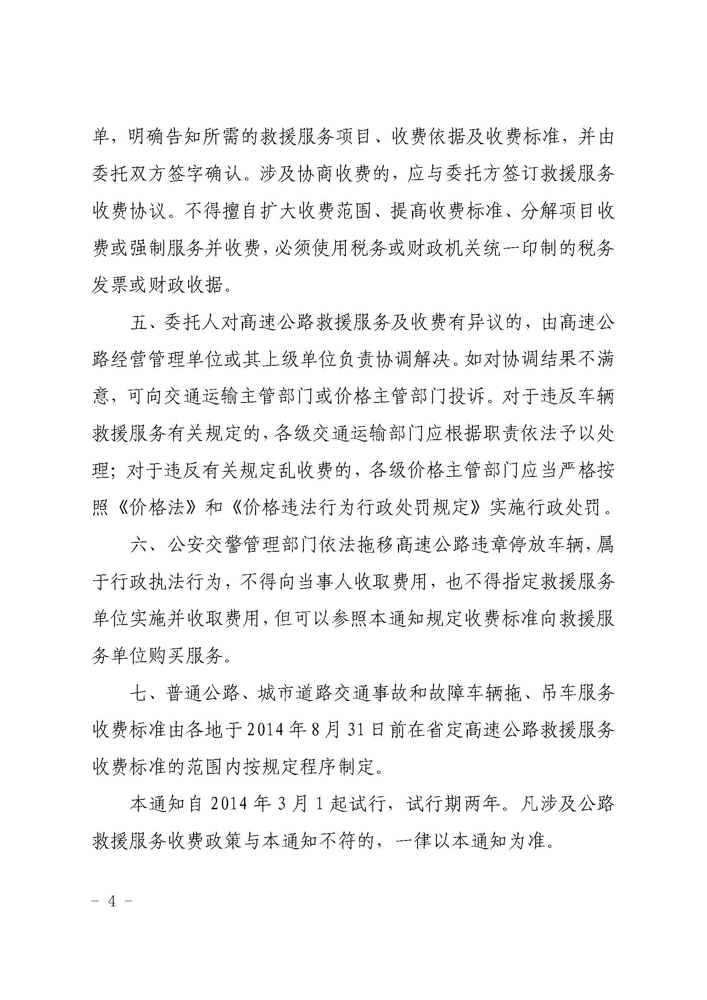 单，明确告知所需的救援服务项目、收费依据及收费标准，并由
委托双方签字确认。涉及协商收费的，应与委托方签订救援服务
收费协议。不得擅自扩大收费范围、提高收费标准、分解项目收
费或强制服务并收费，必须使用税务或财政机关统一印制的税务
发票或财政收据。
五、委托人对高速公路救援服务及收费有异议的，由高速公
路经营管理单位或其上级单位负责协调解决。如对协调结果不满
意，可向交通运输主管部门或价格主管部门投诉。对于违反车辆
救援服务有关规定的，各级交通运输部门应根据职责依法予以处
理；对于违反有关规定乱收费的，各级价格主管部门应当严格按
照《价格法》和《价格违法行为行政处罚规定》实施行政处罚。
六、公安交警管理部门依法拖移高速公路违章停放车辆，属
于行政执法行为，不得向当事人收取费用，也不得指定救援服务
单位实施并收取费用，但可以参照本通知规定收费标准向救援服
务单位购买服务。
七、普通公路、城市道路交通事故和故障车辆拖、吊车服务
收费标准由各地于 2014 年 8 月 31 日前在省定高速公路救援服务
收费标准的范围内按规定程序制定。
本通知自 2014 年 3 月 1 起试行，试行期两年。凡涉及公路
救援服务收费政策与本通知不符的，一律以本通知为准。
- 4 -